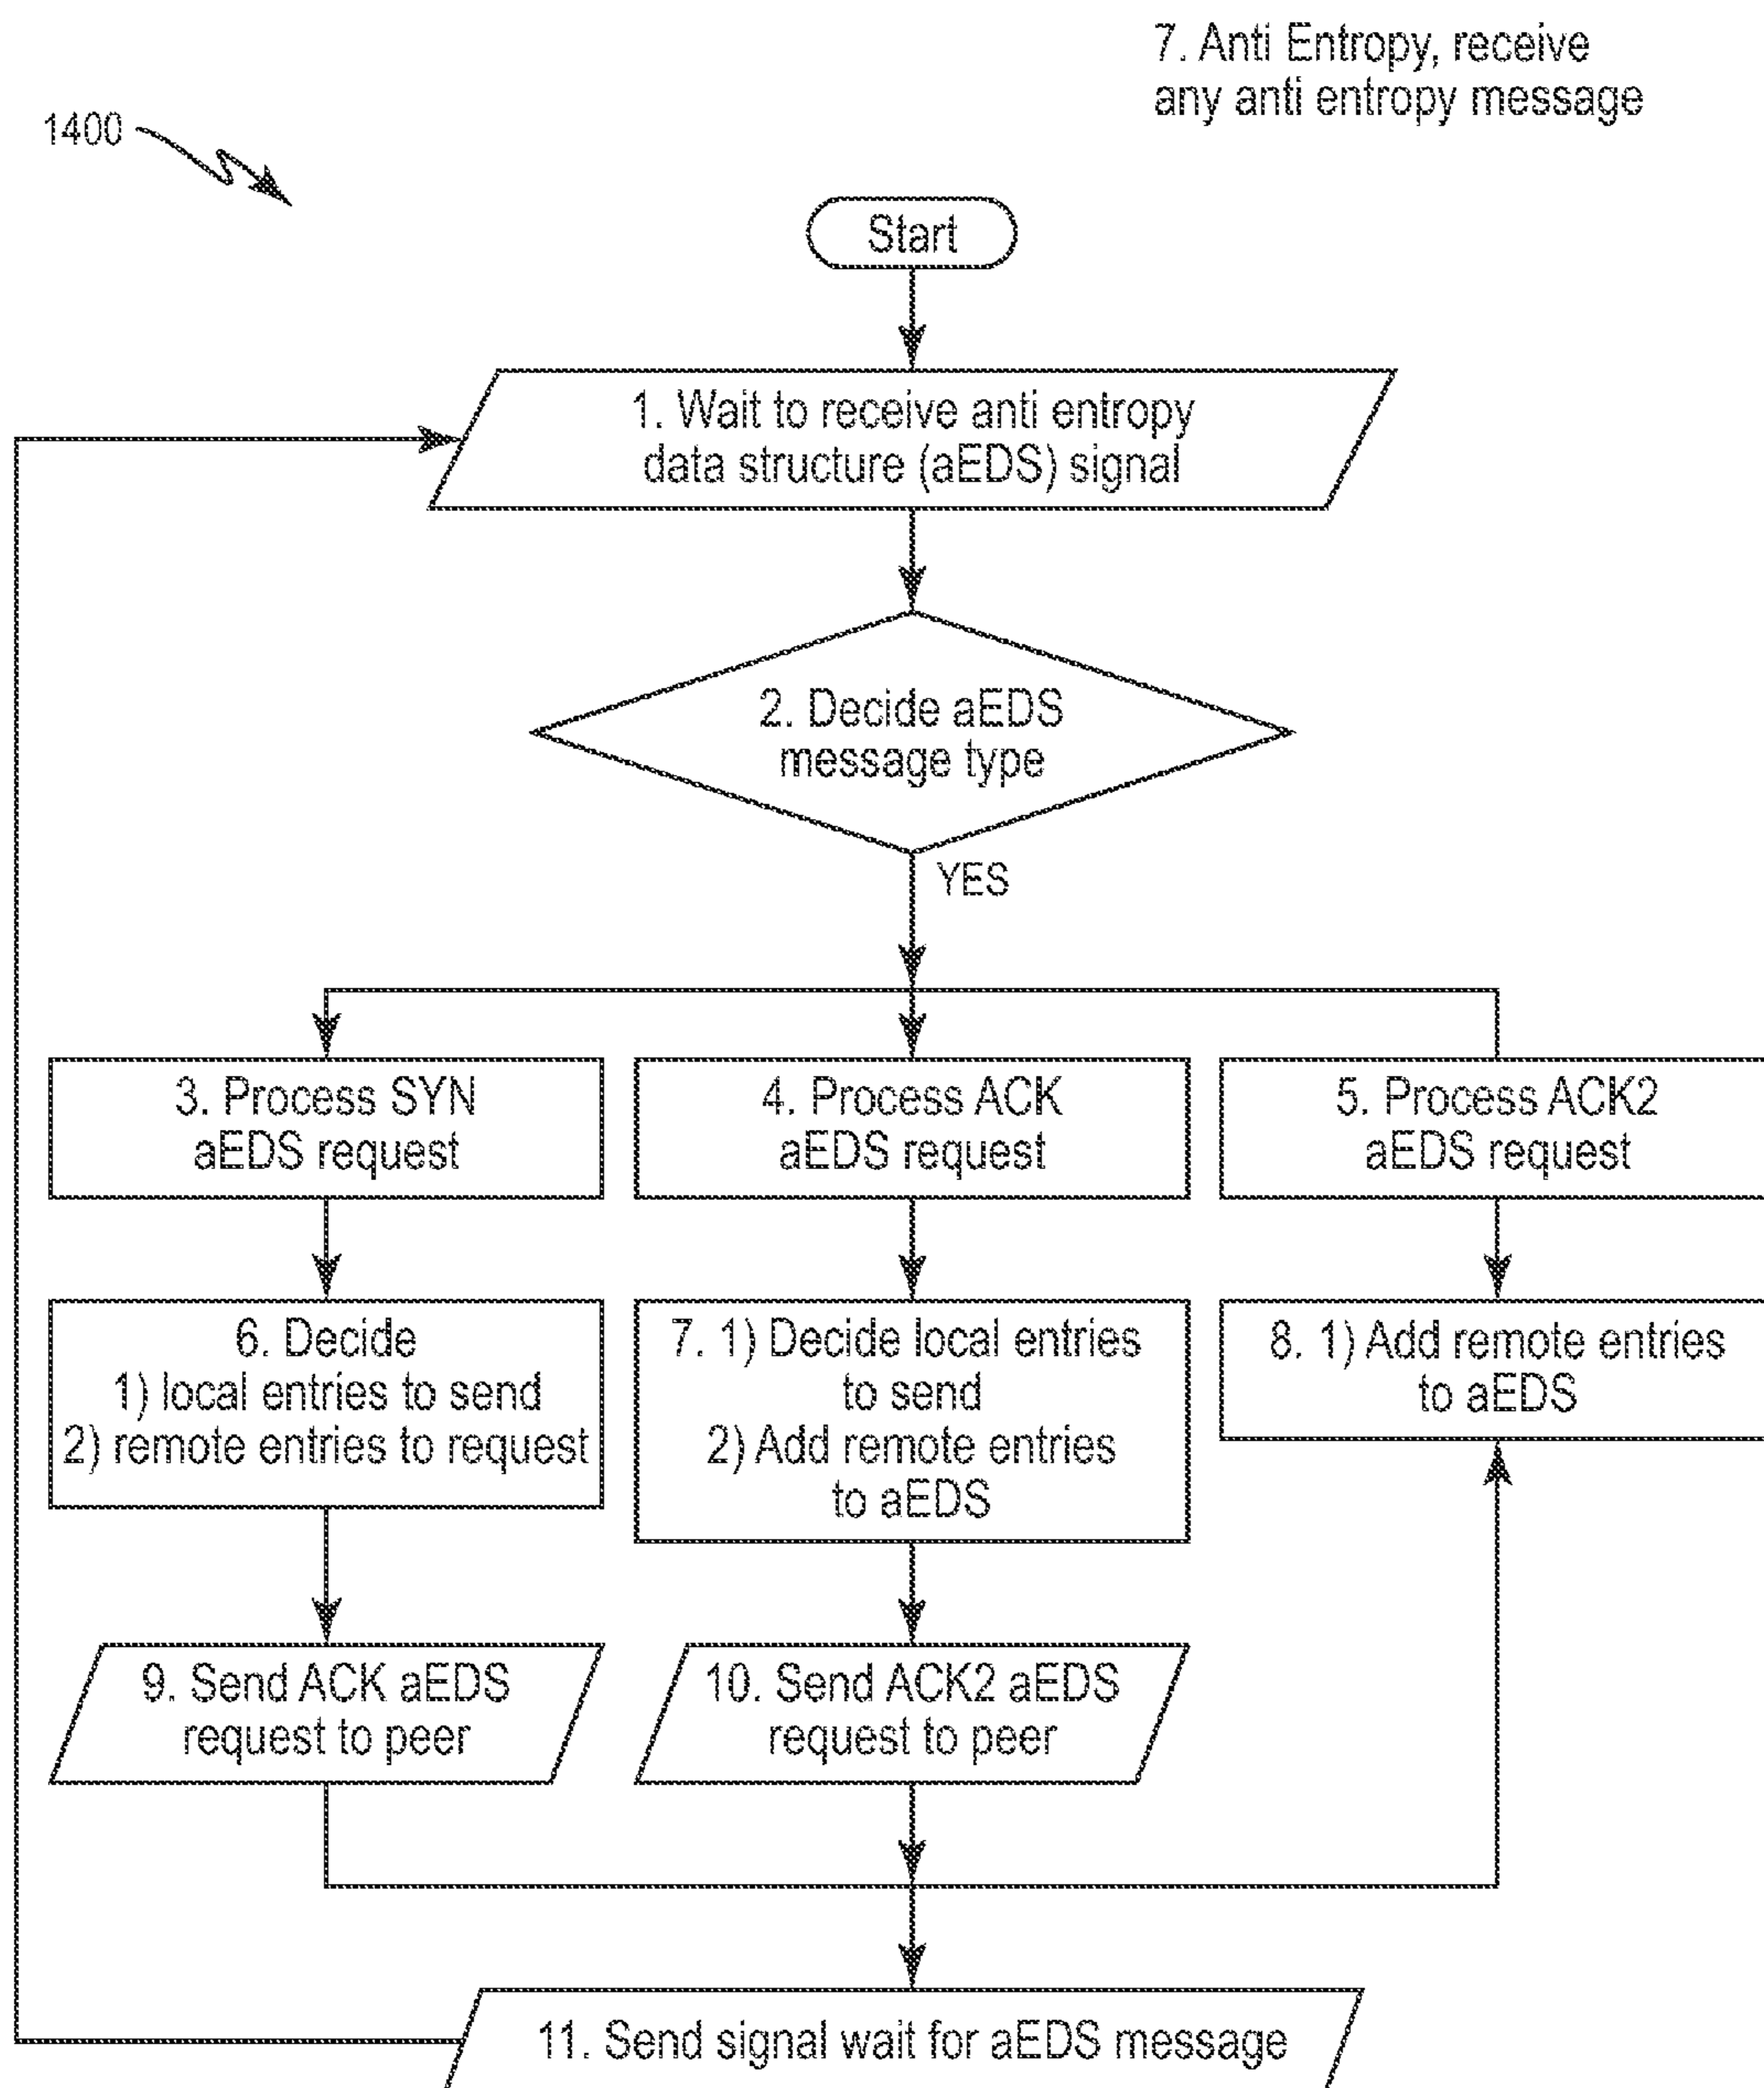 7. Anti Entropy, receive
any anti entropy message
1400
Start
1. Wait to receive anti entropy
data structure (aEDS) signal
2. Decide aEDS
message type
YES
3. Process SYN
aEDS request
4. Process ACK
aEDS request
5. Process ACK2
aEDS request
6. Decide
1) local entries to send
2) remote entries to request
7. 1) Decide local entries
to send
2) Add remote entries
to aEDS
8. 1) Add remote entries
to aEDS
9. Send ACK aEDS
request to peer
10. Send ACK2 aEDS
request to peer
11. Send signal wait for aEDS message